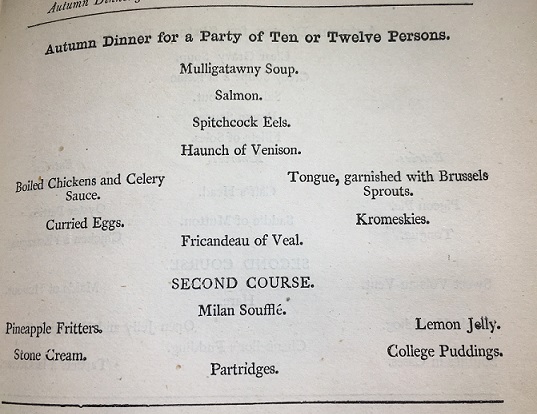 Autumn
Autumn Dinner for a Party of Ten or Twelve Persons.
Mulligatawny Soup.
Salmon.
Spitchcock Eels.
Haunch of Venison.
Boiled Chickens and Celery
Sauce.
Tongue, garnished with Brussels
Sprouts.
Curried Eggs.
Kromeskies.
Fricandeau of Veal.
SECOND COURSE.
Milan Soufflé.
Pineapple Fritters.
Lemon Jelly.
Stone Cream.
College Puddings.
Partridges.